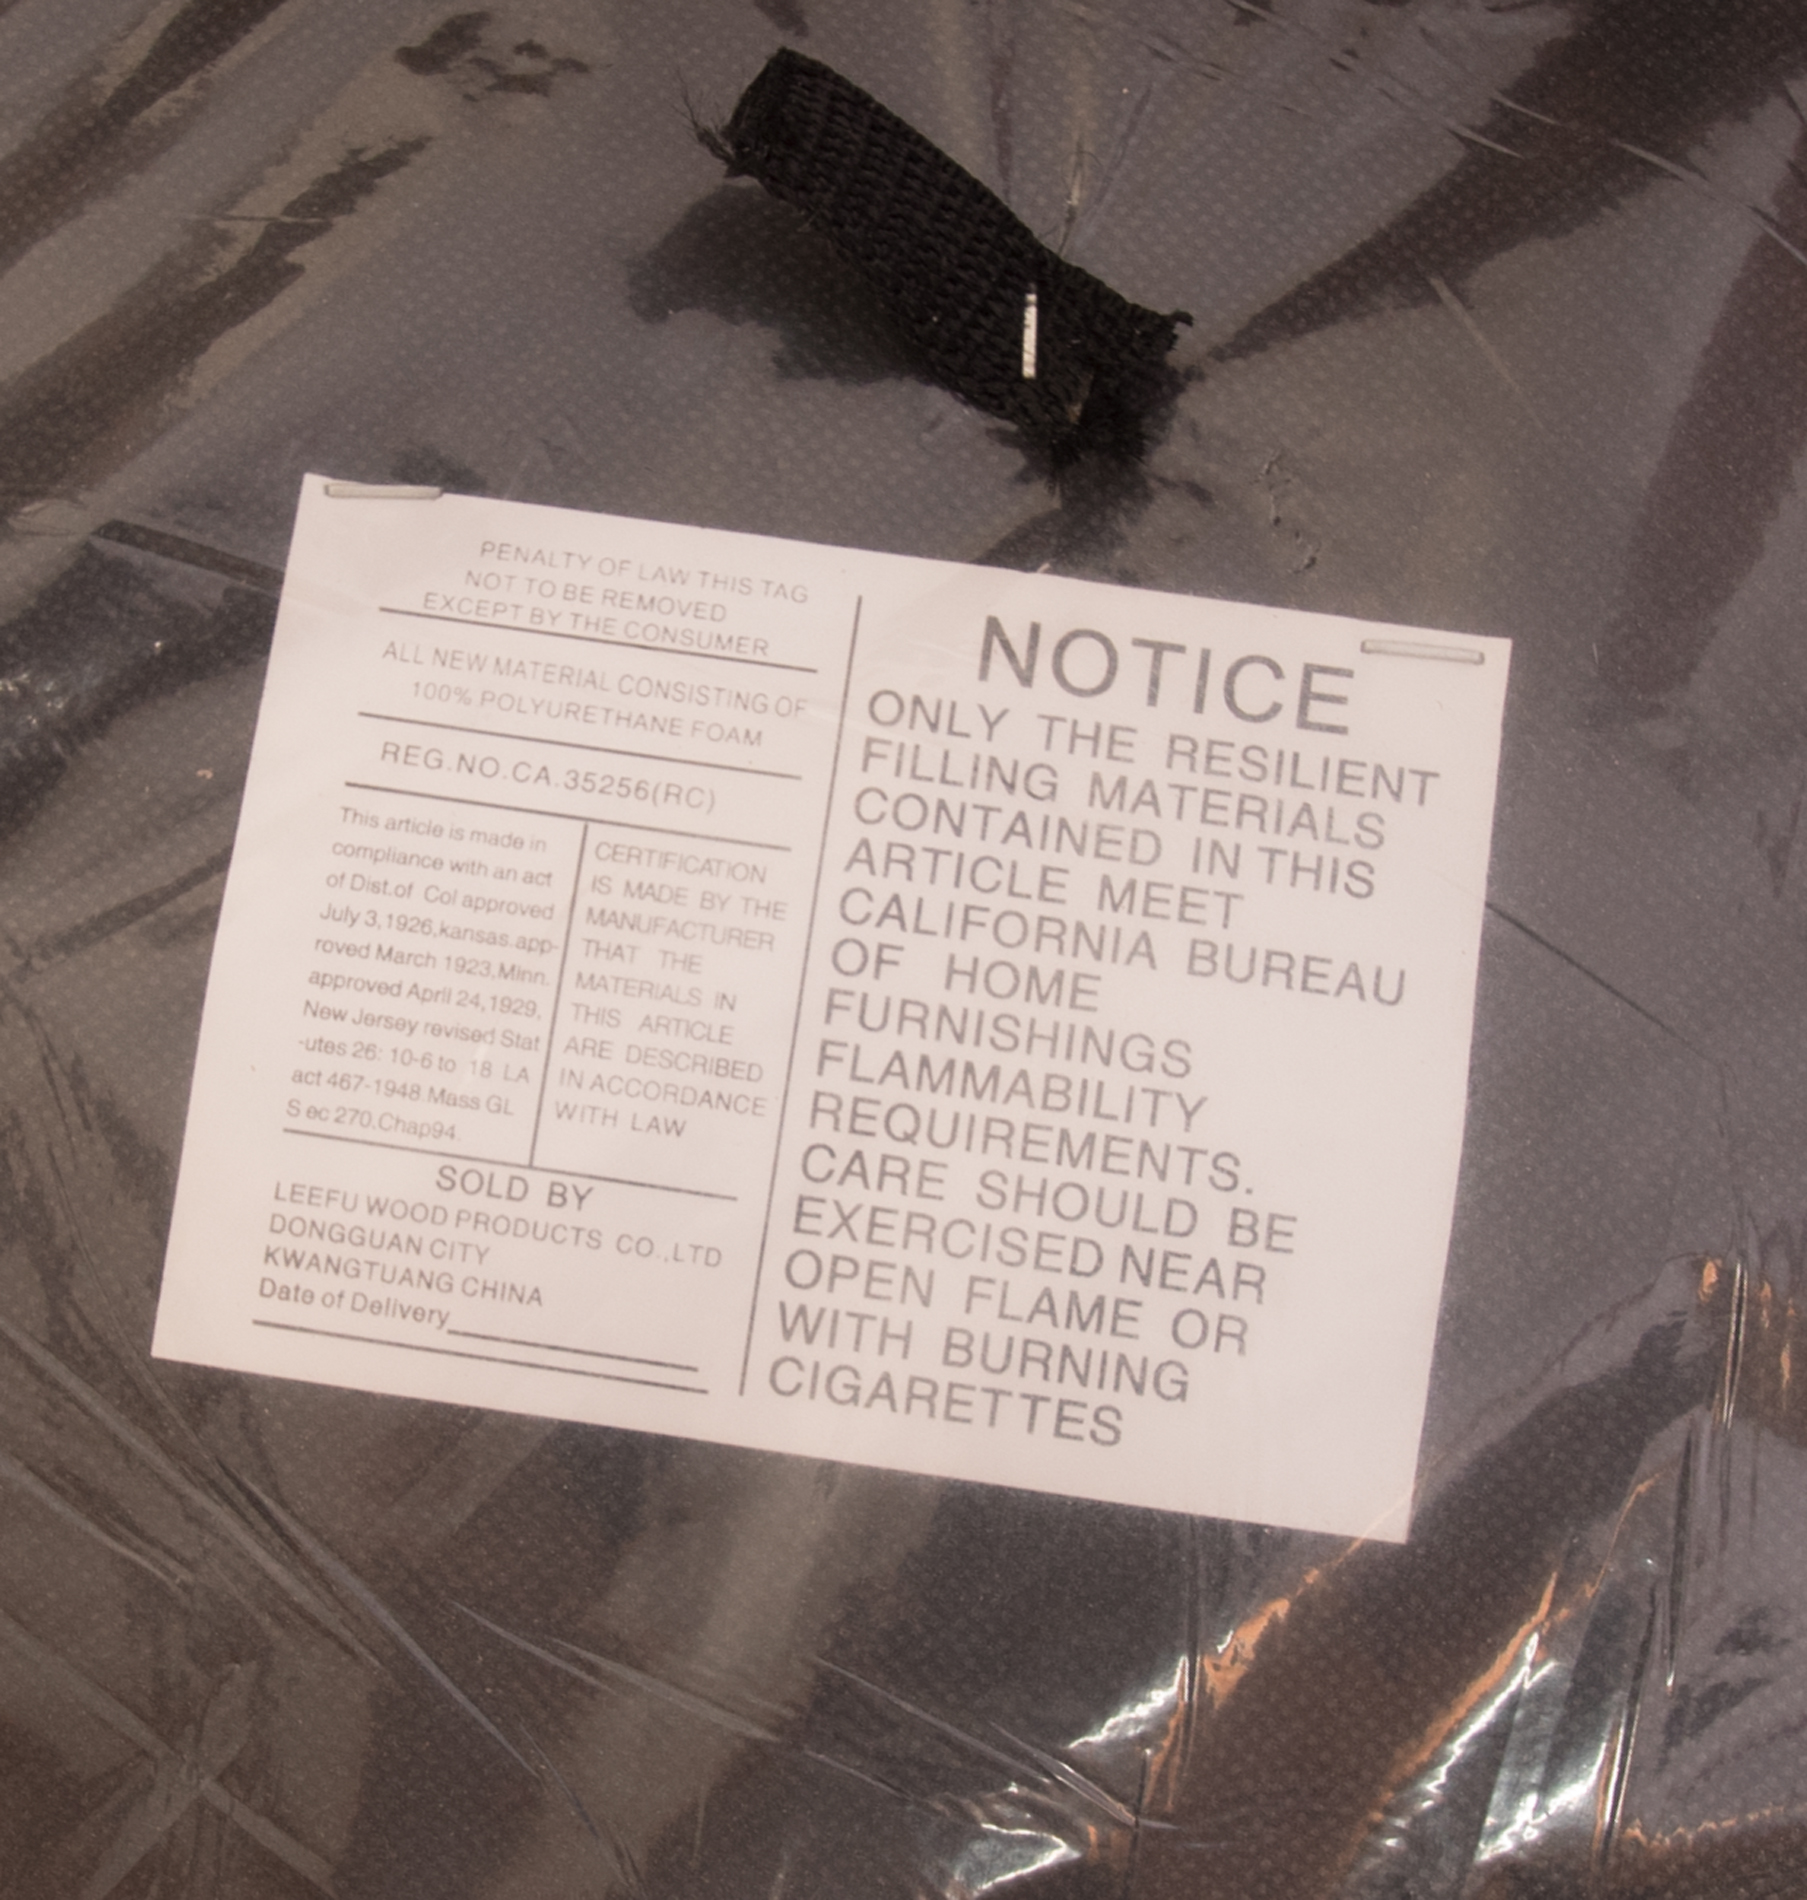 PENALTY OF LAW THIS TAG
NOT TO BE REMOVED
EXCEPT BY THE CONSUMER
ALL NEW MATERIAL CONSISTING OF
100% POLYURETHANE FOAM
REG.NO.CA.35256(RC)
This article is made in
compliance with an act
of Dist.of Col approved
July 3,1926,kansas.app-
roved March 1923,Minn.
approved April 24,1929,
New Jersey revised Stat
-utes 26: 10-6 to 18 LA
act 467-1948.Mass GL
S ec 270.Chap94.
CERTIFICATION
IS MADE BY THE
MANUFACTURER
THAT THE
MATERIALS IN
THIS ARTICLE
ARE DESCRIBED
IN ACCORDANCE
WITH LAW
SOLD BY
LEEFU WOOD PRODUCTS CO.,LTD
DONGGUAN CITY
KWANGTUANG CHINA
Date of Delivery
NOTICE
ONLY THE RESILIENT
FILLING MATERIALS
CONTAINED IN THIS
ARTICLE MEET
CALIFORNIA BUREAU
OF HOME
FURNISHINGS
FLAMMABILITY
REQUIREMENTS.
CARE SHOULD BE
EXERCISED NEAR
OPEN FLAME OR
WITH BURNING
CIGARETTES